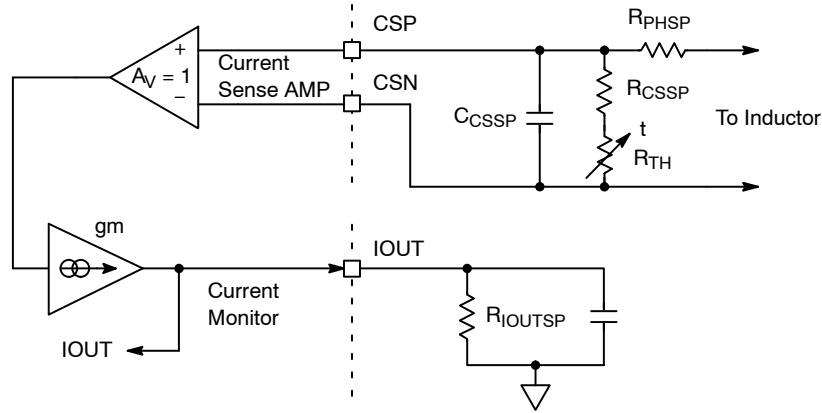 CSP
RPHSP
+
AV = 1
−
Current
Sense AMP
CSN
RCSSP
CCSSP
To Inductor
t
RTH
gm
IOUT
Current
Monitor
RIOUTSP
IOUT